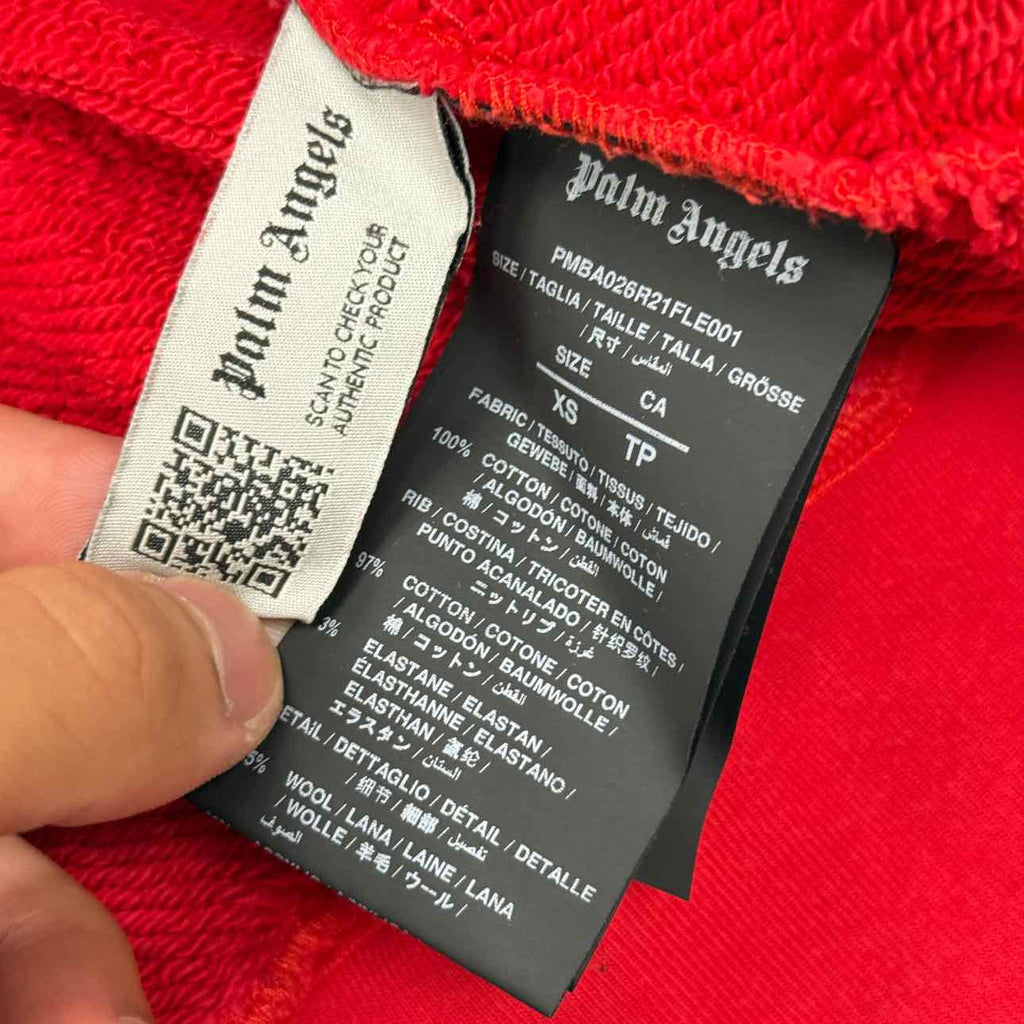 Palm Angels
SCAN TO CHECK YOUR
AUTHENTIC PRODUCT
Palm Angels
PMBA026R21FLE001
SIZE / TAGLIA / TAILLE / TALLA / GRÖSSE
/ 尺寸 / المقاس /
SIZE CA
XS TP
FABRIC / TESSUTO / TISSUS / TEJIDO /
GEWEBE / 面料 / 本体 / قماش /
100% COTTON / COTONE / COTON
/ ALGODÓN / BAUMWOLLE /
棉 / コットン / القطن /
RIB / COSTINA / TRICOTER EN CÔTES /
PUNTO ACANALADO / 针织罗纹 /
ニットリブ / غرزة /
97% COTTON / COTONE / COTON
/ ALGODÓN / BAUMWOLLE /
棉 / コットン / القطن /
3% ELASTANE / ELASTAN /
ÉLASTHANNE / ELASTANO /
ELASTHAN / 氨纶 /
エラスタン / الستان /
ETAIL / DETTAGLIO / DÉTAIL / DETALLE
/ 细节 / 細部 / تفصيل /
5% WOOL / LANA / LAINE / LANA
/ WOLLE / 羊毛 / ウール /
الصوف /